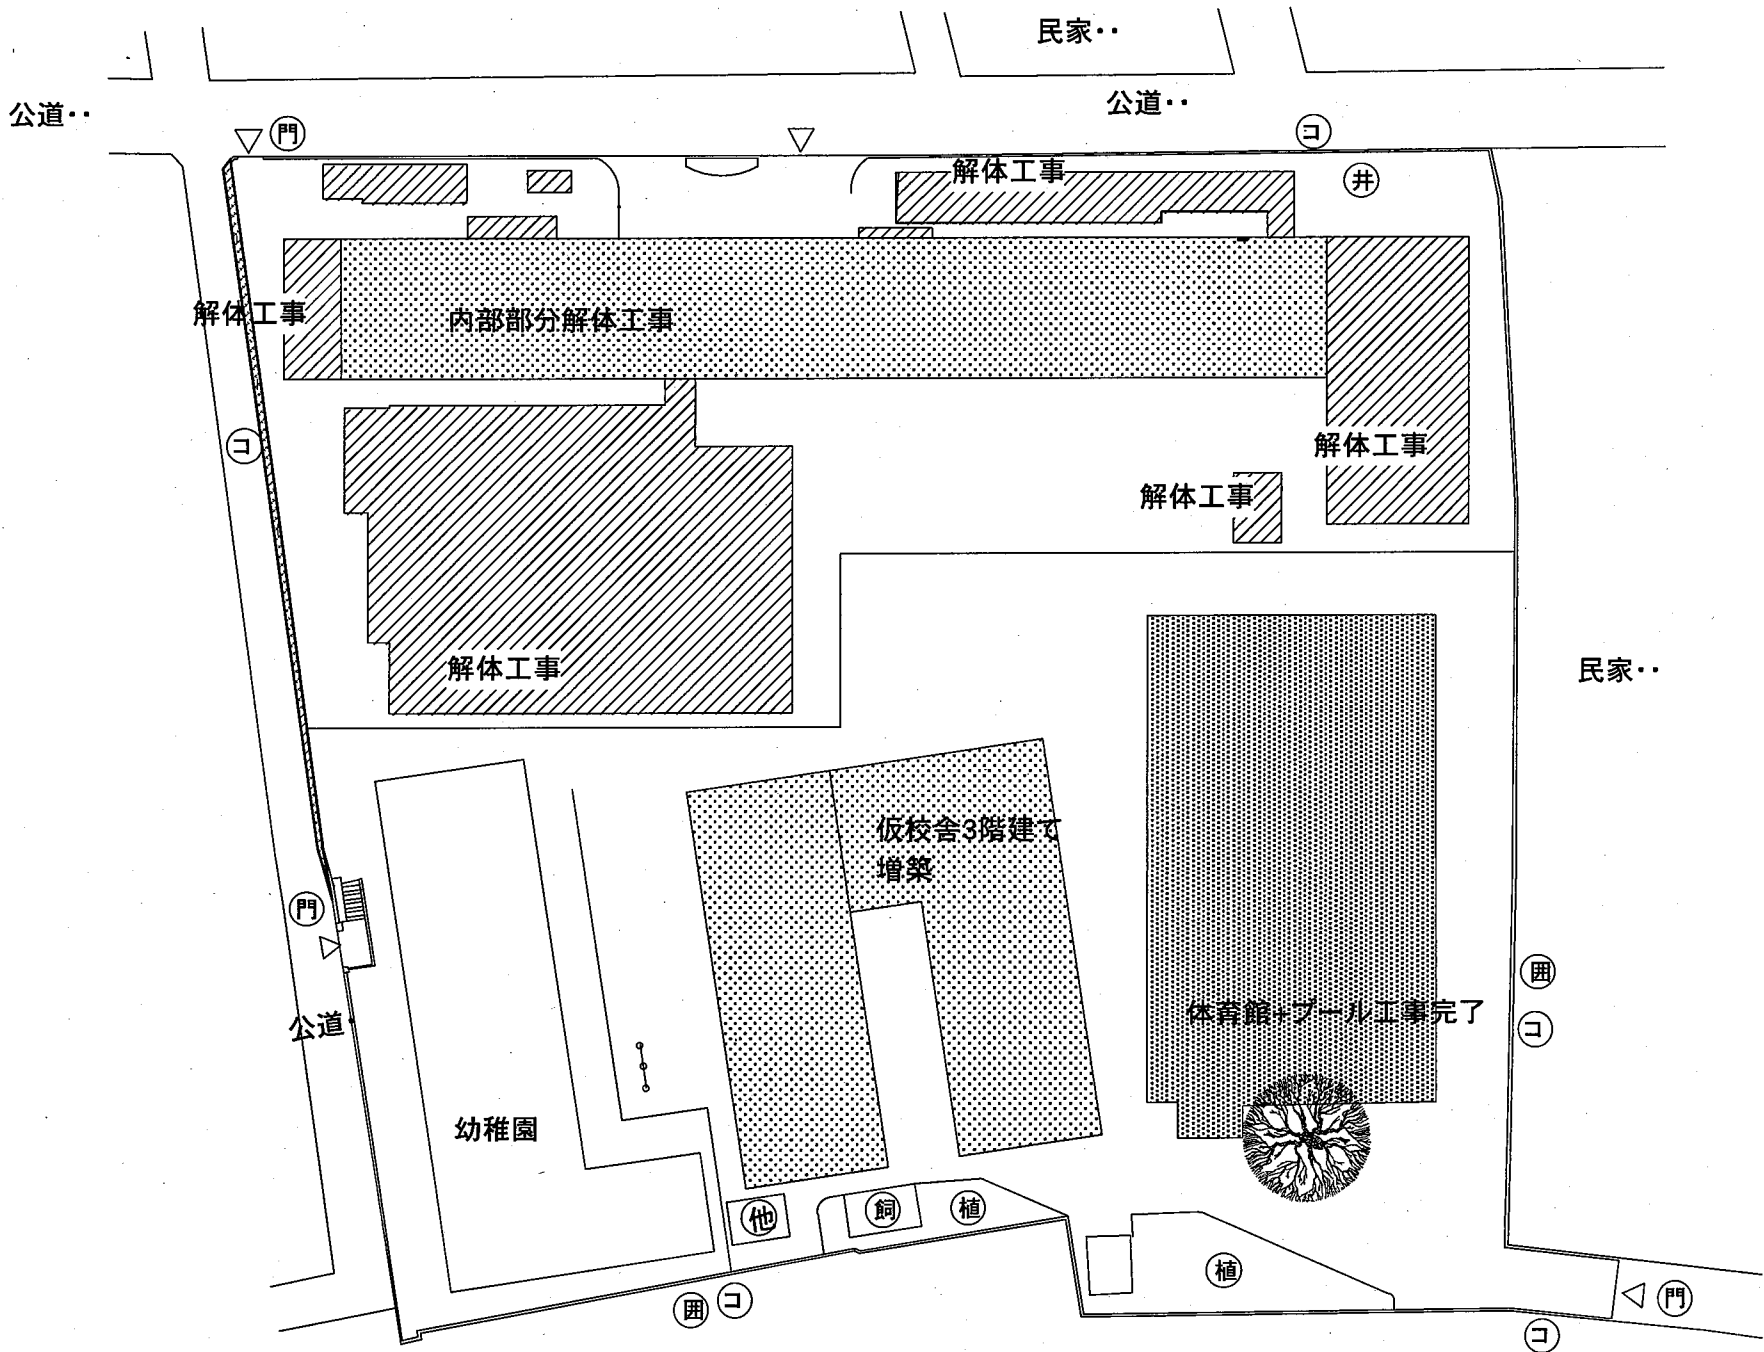 民家‥
公道‥
公道‥
門
コ
解体工事
井
解体工事
内部部分解体工事
コ
解体工事
解体工事
解体工事
民家‥
仮校舎3階建て
増築
門
囲
体育館+プール工事完了
コ
公道
幼稚園
他
飼
植
植
囲
コ
門
コ